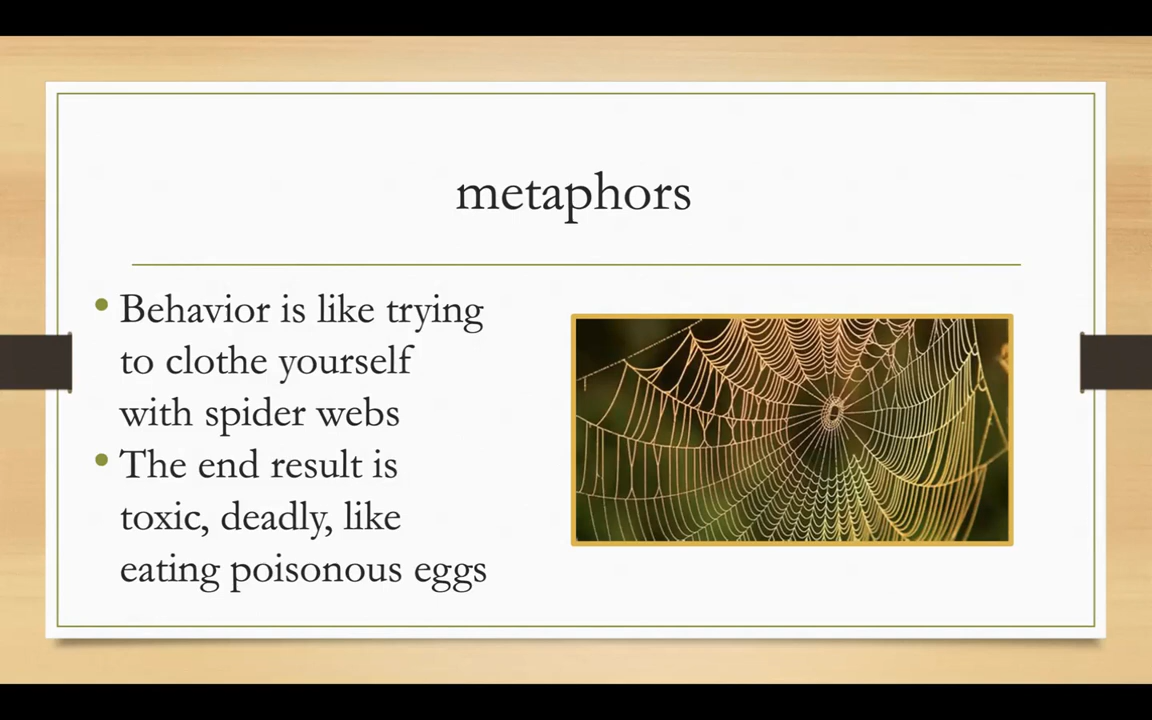 metaphors
• Behavior is like trying
to clothe yourself
with spider webs
• The end result is
toxic, deadly, like
eating poisonous eggs